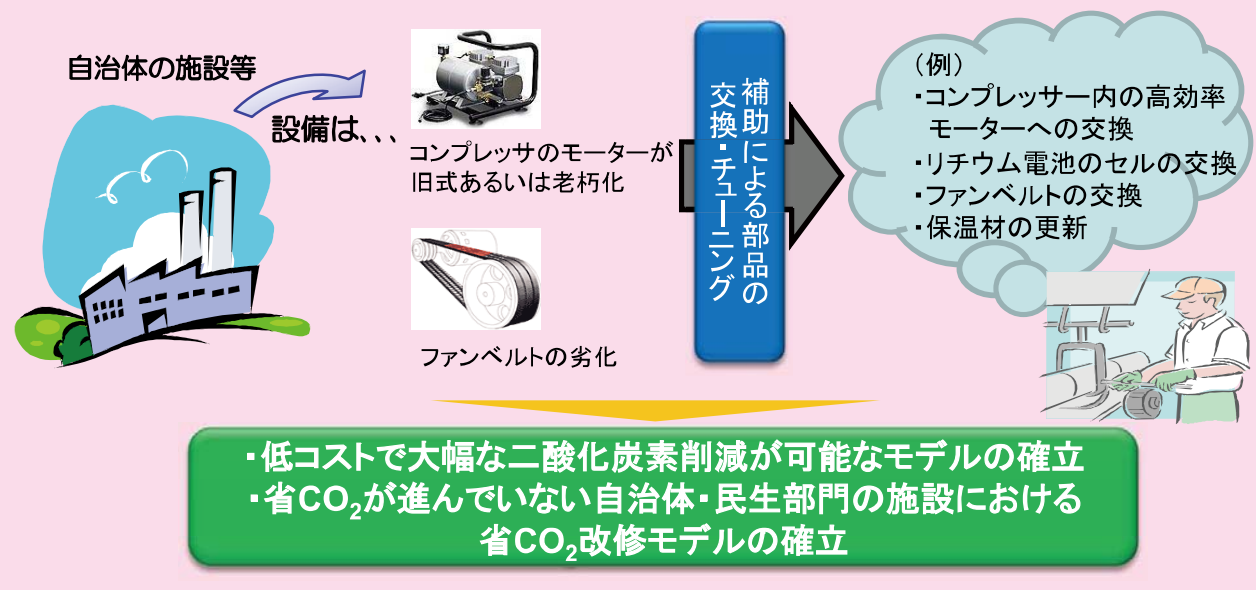 自治体の施設等
設備は、、、
コンプレッサのモーターが
旧式あるいは老朽化
ファンベルトの劣化
補助による部品の
交換・チューニング
（例）
・コンプレッサー内の高効率
モーターへの交換
・リチウム電池のセルの交換
・ファンベルトの交換
・保温材の更新
・低コストで大幅な二酸化炭素削減が可能なモデルの確立
・省CO₂が進んでいない自治体・民生部門の施設における
省CO₂改修モデルの確立